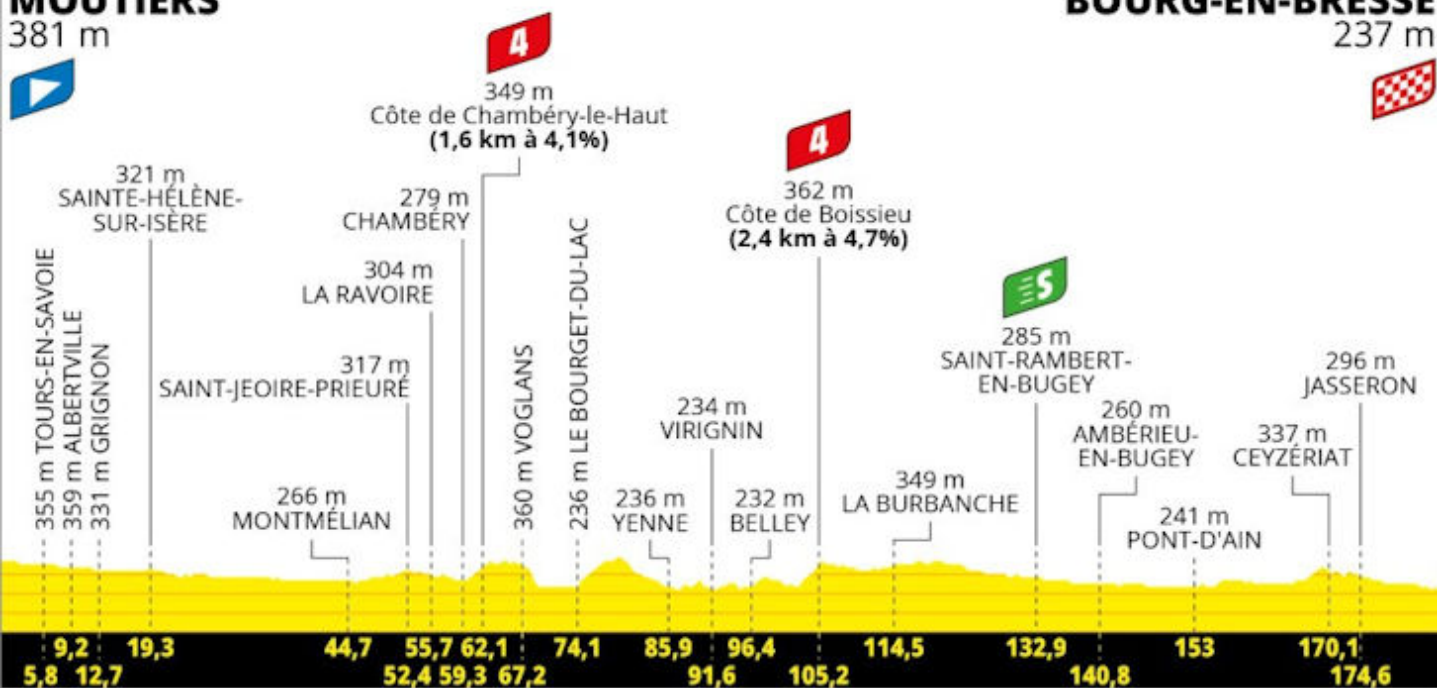 MOÛTIERS
381 m
BOURG-EN-BRESSE
237 m
4
349 m
Côte de Chambéry-le-Haut
(1,6 km à 4,1%)
4
362 m
Côte de Boissieu
(2,4 km à 4,7%)
321 m
SAINTE-HÉLÈNE-
SUR-ISÈRE
279 m
CHAMBÉRY
304 m
LA RAVOIRE
317 m
SAINT-JEOIRE-PRIEURÉ
355 m TOURS-EN-SAVOIE
359 m ALBERTVILLE
331 m GRIGNON
266 m
MONTMÉLIAN
360 m VOGLANS
236 m LE BOURGET-DU-LAC
236 m
YENNE
234 m
VIRIGNIN
232 m
BELLEY
349 m
LA BURBANCHE
S
285 m
SAINT-RAMBERT-
EN-BUGEY
260 m
AMBÉRIEU-
EN-BUGEY
241 m
PONT-D'AIN
337 m
CEYZÉRIAT
296 m
JASSERON
9,2 19,3 44,7 55,7 62,1 74,1 85,9 96,4 114,5 132,9 153 170,1
5,8 12,7 52,4 59,3 67,2 91,6 105,2 140,8 174,6